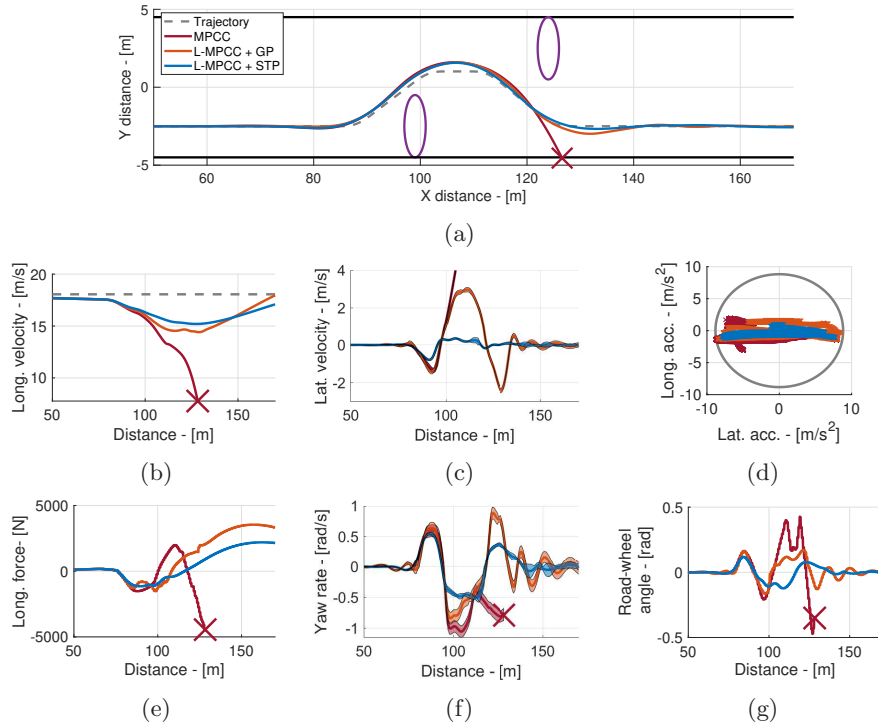 5
0
-5
Y distance - [m]
Trajectory
MPCC
L-MPCC + GP
L-MPCC + STP
60
80
100
120
140
160
X distance - [m]
(a)
20
15
10
Long. velocity - [m/s]
50
100
150
Distance - [m]
(b)
4
2
0
-2
Lat. velocity - [m/s]
50
100
150
Distance - [m]
(c)
10
5
0
-5
-10
Long. acc. - [m/s²]
-10
0
10
Lat. acc. - [m/s²]
(d)
5000
0
-5000
Long. force- [N]
50
100
150
Distance - [m]
(e)
1
0.5
0
-0.5
-1
Yaw rate - [rad/s]
50
100
150
Distance - [m]
(f)
0.5
0
-0.5
Road-wheel
angle - [rad]
50
100
150
Distance - [m]
(g)